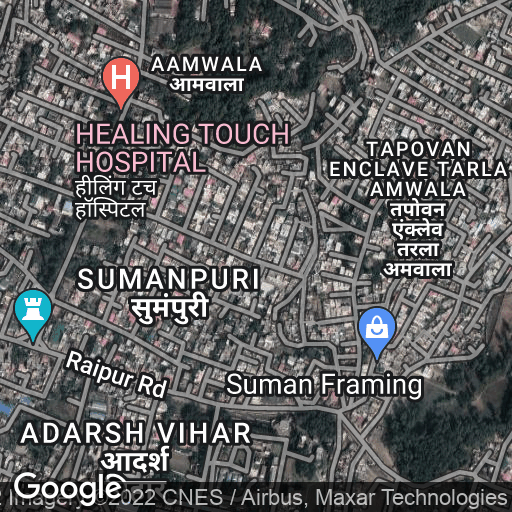 AAMWALA
आमवाला
HEALING TOUCH
HOSPITAL
हीलिंग टच
हॉस्पिटल
TAPOVAN
ENCLAVE TARLA
AMWALA
तपोवन
एक्लेव
तरला
अमवाला
SUMANPURI
सुमंपुरी
Raipur Rd
Suman Framing
ADARSH VIHAR
आदर्श
Google
©2022 CNES / Airbus, Maxar Technologies